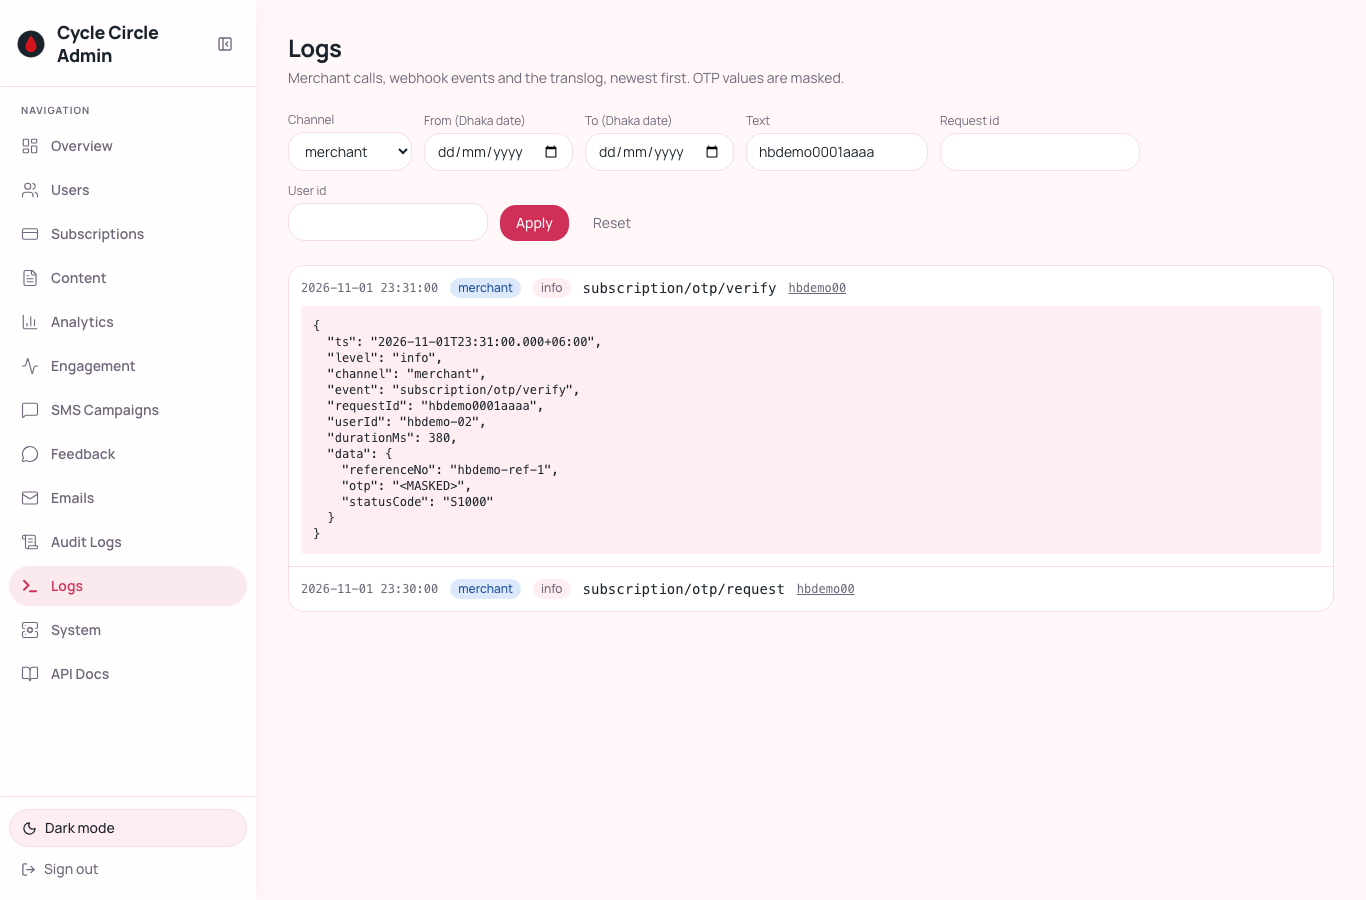 Cycle Circle
Admin
NAVIGATION
Overview
Users
Subscriptions
Content
Analytics
Engagement
SMS Campaigns
Feedback
Emails
Audit Logs
Logs
System
API Docs
Dark mode
Sign out
Logs
Merchant calls, webhook events and the translog, newest first. OTP values are masked.
Channel From (Dhaka date) To (Dhaka date) Text Request id
merchant dd/mm/yyyy dd/mm/yyyy hbdemo0001aaaa
User id
Apply Reset
2026-11-01 23:31:00 merchant info subscription/otp/verify hbdemo00
{
  "ts": "2026-11-01T23:31:00.000+06:00",
  "level": "info",
  "channel": "merchant",
  "event": "subscription/otp/verify",
  "requestId": "hbdemo0001aaaa",
  "userId": "hbdemo-02",
  "durationMs": 380,
  "data": {
    "referenceNo": "hbdemo-ref-1",
    "otp": "<MASKED>",
    "statusCode": "S1000"
  }
}
2026-11-01 23:30:00 merchant info subscription/otp/request hbdemo00